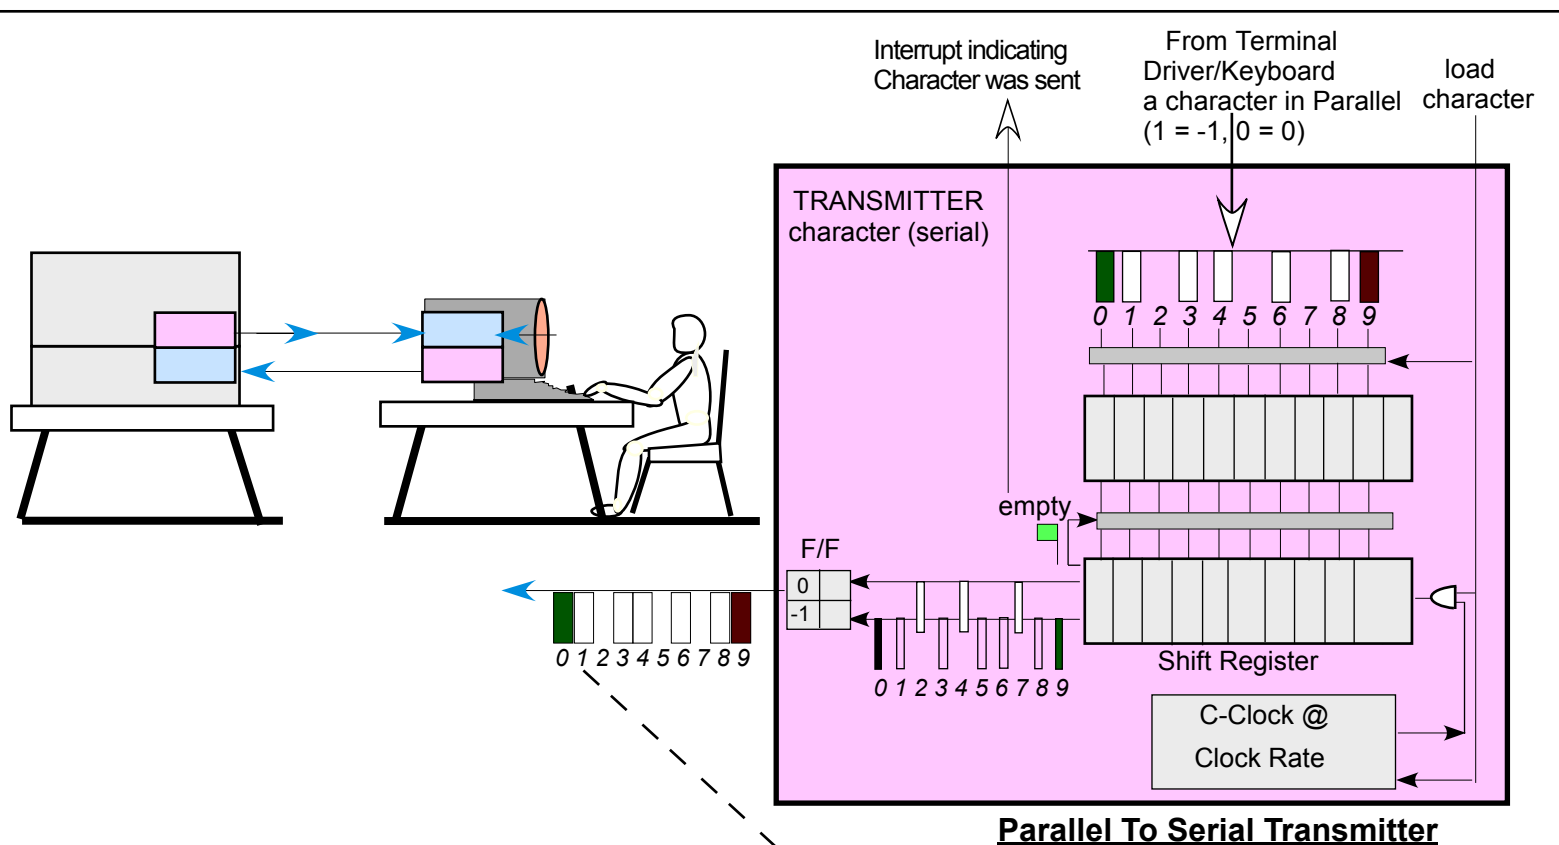 Interrupt indicating
Character was sent
From Terminal
Driver/Keyboard
a character in Parallel
(1 = -1, 0 = 0)
load
character
TRANSMITTER
character (serial)
0 1 2 3 4 5 6 7 8 9
empty
F/F
0
-1
0 1 2 3 4 5 6 7 8 9
0 1 2 3 4 5 6 7 8 9
Shift Register
C-Clock @
Clock Rate
Parallel To Serial Transmitter